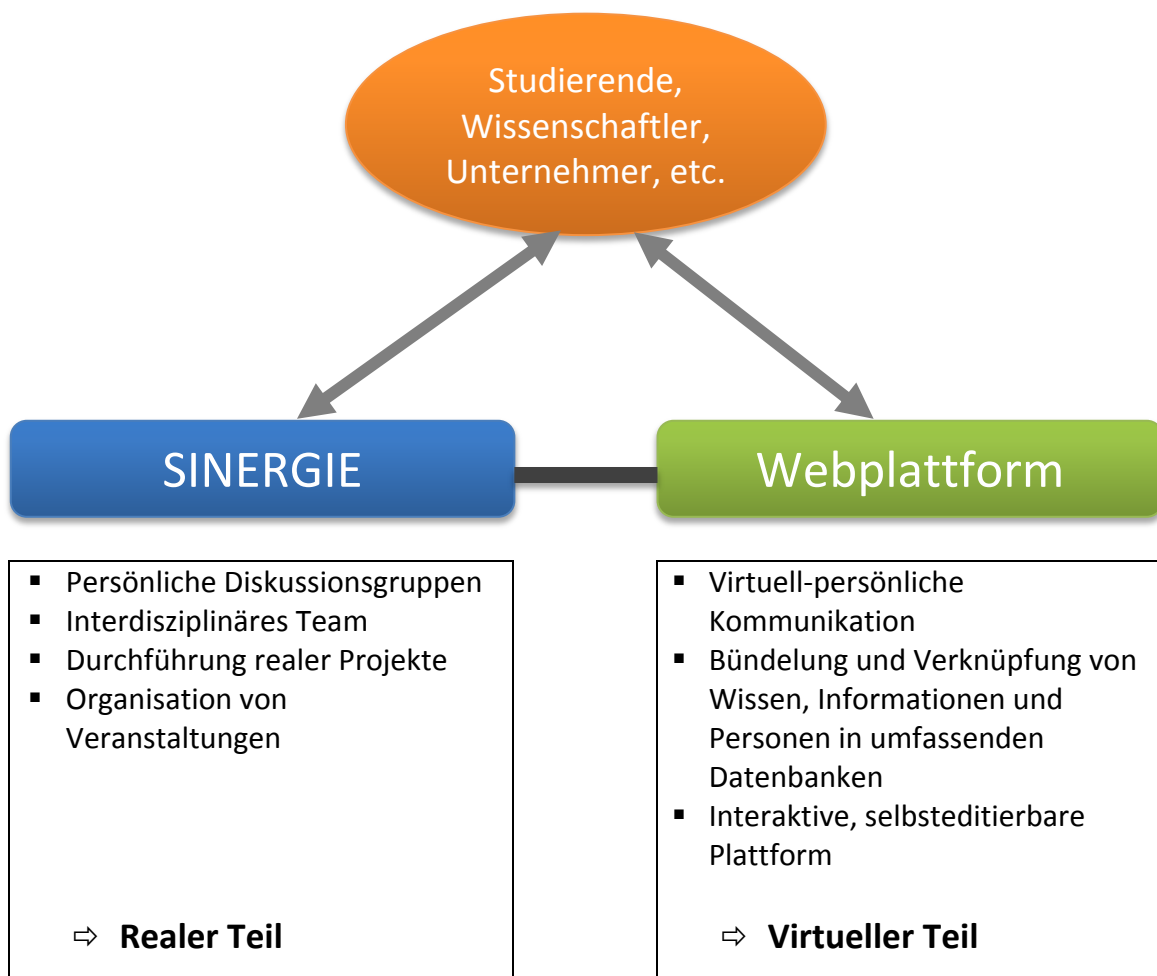 Studierende,
Wissenschaftler,
Unternehmer, etc.
SINERGIE
Webplattform
▪ Persönliche Diskussionsgruppen
▪ Interdisziplinäres Team
▪ Durchführung realer Projekte
▪ Organisation von
Veranstaltungen
⇨ Realer Teil
▪ Virtuell-persönliche
Kommunikation
▪ Bündelung und Verknüpfung von
Wissen, Informationen und
Personen in umfassenden
Datenbanken
▪ Interaktive, selbsteditierbare
Plattform
⇨ Virtueller Teil